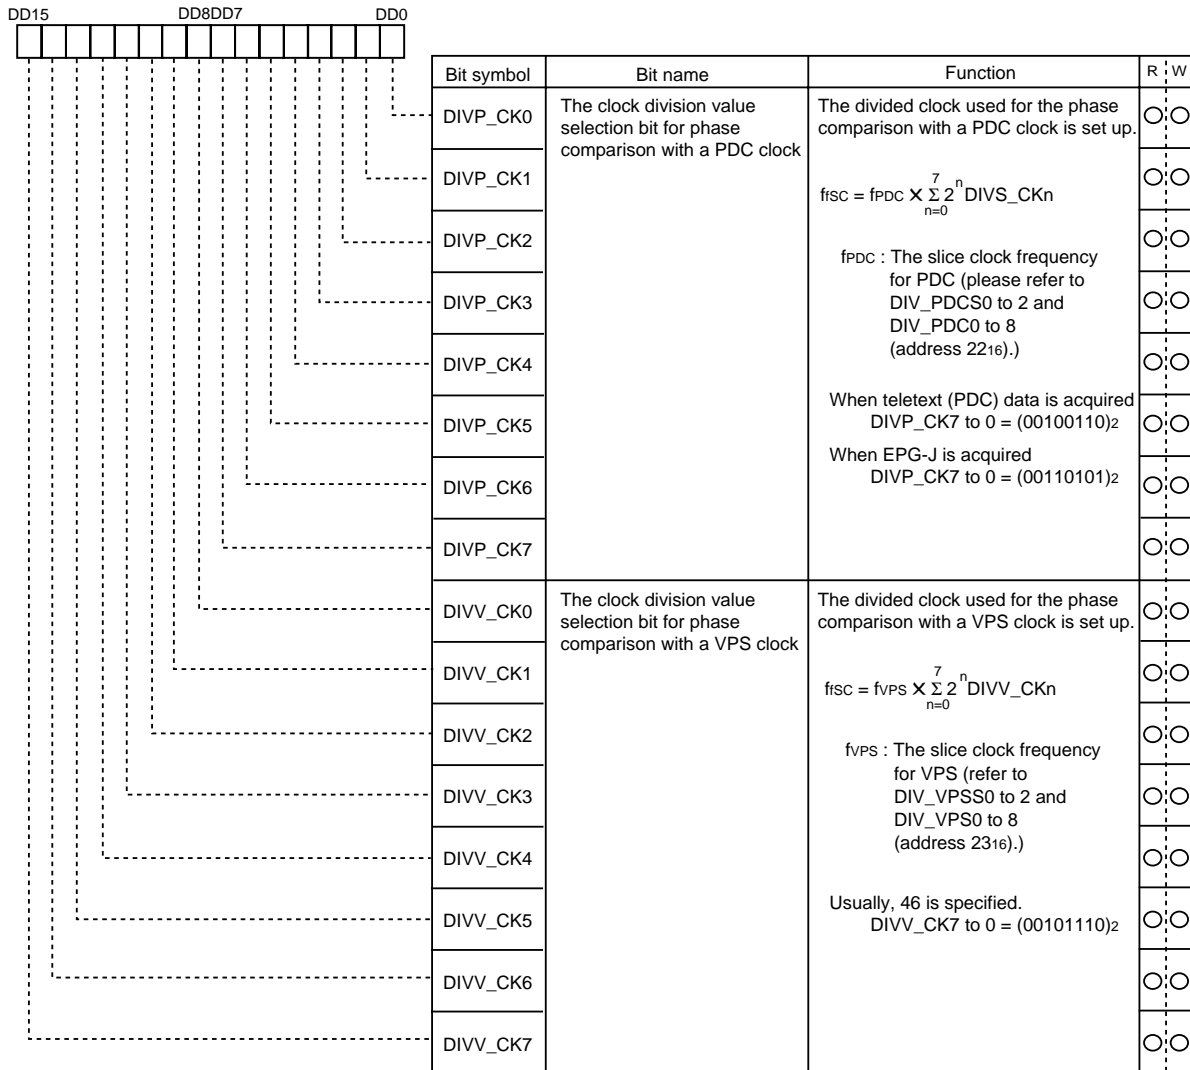 DD15 DD8DD7 DD0
Bit symbol Bit name Function R W
DIVP_CK0
The clock division value
selection bit for phase
comparison with a PDC clock
The divided clock used for the phase
comparison with a PDC clock is set up.
DIVP_CK1
ffSC = fPDC × 7 Σ n=0 2^n DIVS_CKn
DIVP_CK2
fPDC : The slice clock frequency
for PDC (please refer to
DIVP_CK3
DIV_PDCS0 to 2 and
DIV_PDC0 to 8
(address 2216).)
DIVP_CK4
When teletext (PDC) data is acquired
DIVP_CK5
DIVP_CK7 to 0 = (00100110)2
When EPG-J is acquired
DIVP_CK7 to 0 = (00110101)2
DIVP_CK6
DIVP_CK7
DIVV_CK0
The clock division value
selection bit for phase
comparison with a VPS clock
The divided clock used for the phase
comparison with a VPS clock is set up.
DIVV_CK1
ffSC = fVPS × 7 Σ n=0 2^n DIVV_CKn
DIVV_CK2
fVPS : The slice clock frequency
for VPS (refer to
DIVV_CK3
DIV_VPSS0 to 2 and
DIV_VPS0 to 8
(address 2316).)
DIVV_CK4
Usually, 46 is specified.
DIVV_CK5
DIVV_CK7 to 0 = (00101110)2
DIVV_CK6
DIVV_CK7